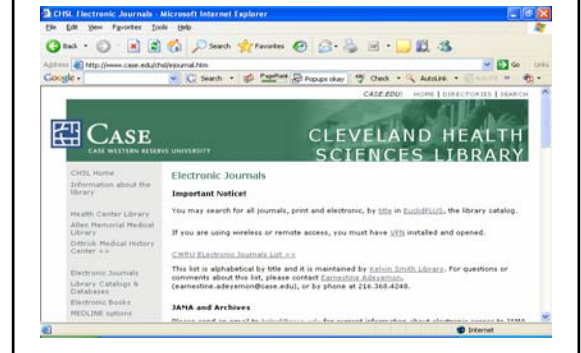 CHSL Electronic Journals - Microsoft Internet Explorer
File Edit View Favorites Tools Help
Back Search Favorites
Address http://www.case.edu/chsl/ejournal.htm Go Links
Google Search PageRank Popups okay Check AutoLink
CASE.EDU: HOME | DIRECTORIES | SEARCH
CASE
CASE WESTERN RESERVE UNIVERSITY
CLEVELAND HEALTH
SCIENCES LIBRARY
CHSL Home
Information about the
library
Health Center Library
Allen Memorial Medical
Library
Dittrick Medical History
Center >>
Electronic Journals
Library Catalogs &
Databases
Electronic Books
MEDLINE options
Electronic Journals
Important Notice!
You may search for all journals, print and electronic, by title in EuclidPLUS, the library catalog.
If you are using wireless or remote access, you must have VPN installed and opened.
CWRU Electronic Journals List >>
This list is alphabetical by title and it is maintained by Kelvin Smith Library. For questions or
comments about this list, please contact Earnestine Adeyemon,
(earnestine.adeyemon@case.edu), or by phone at 216.368.4248.
JAMA and Archives
Internet